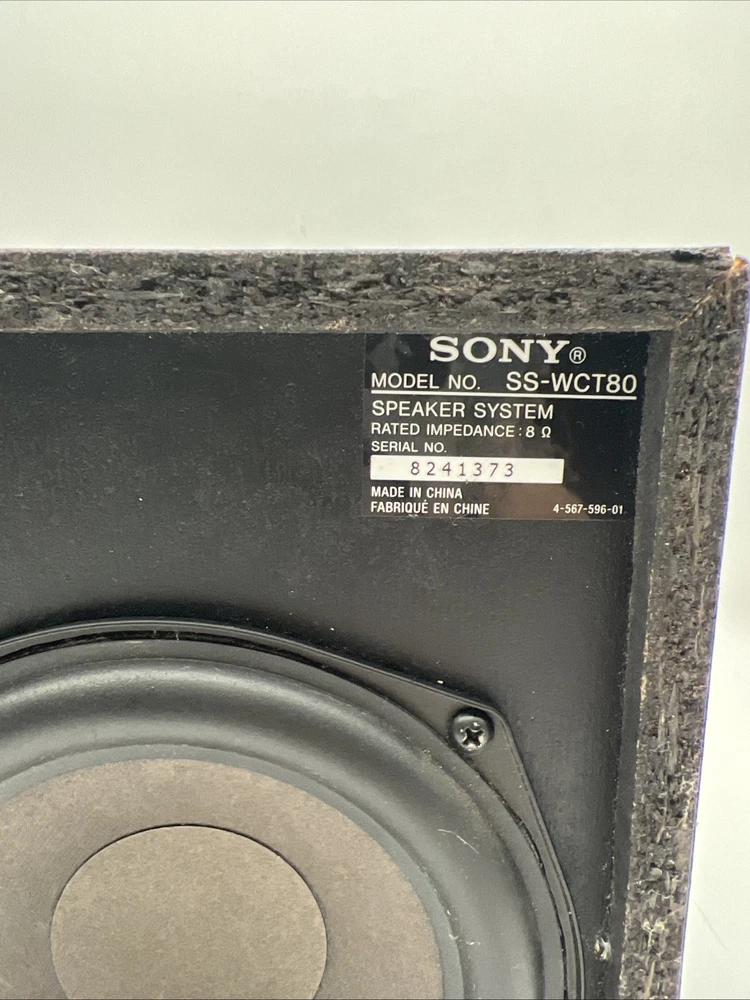 SONY®
MODEL NO. SS-WCT80
SPEAKER SYSTEM
RATED IMPEDANCE: 8 Ω
SERIAL NO.
8241373
MADE IN CHINA
FABRIQUÉ EN CHINE 4-567-596-01